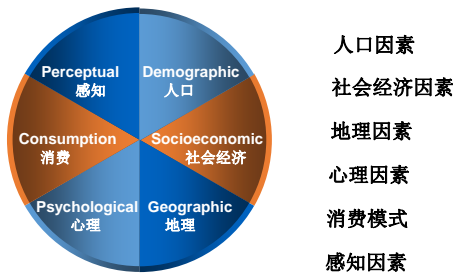 Perceptual
感知
Demographic
人口
Consumption
消费
Socioeconomic
社会经济
Psychological
心理
Geographic
地理
人口因素
社会经济因素
地理因素
心理因素
消费模式
感知因素